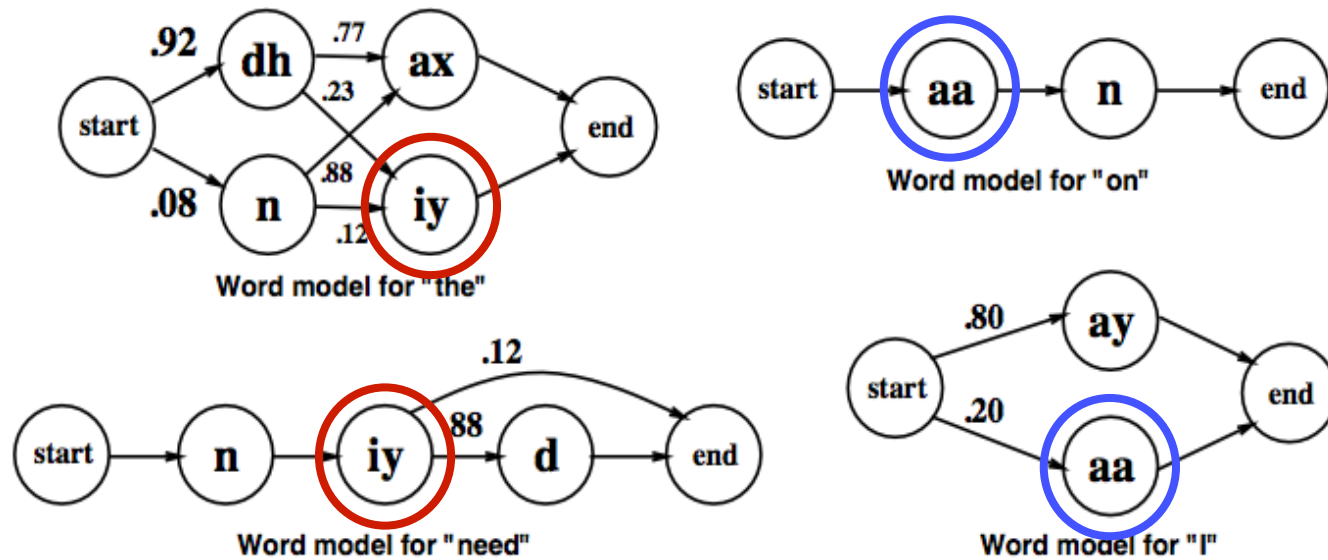 .92
dh
.77
ax
.23
start
end
.88
.08
n
.12
iy
Word model for "the"
start
aa
n
end
Word model for "on"
.12
start
n
iy
88
d
end
Word model for "need"
.80
ay
start
end
.20
aa
Word model for "I"